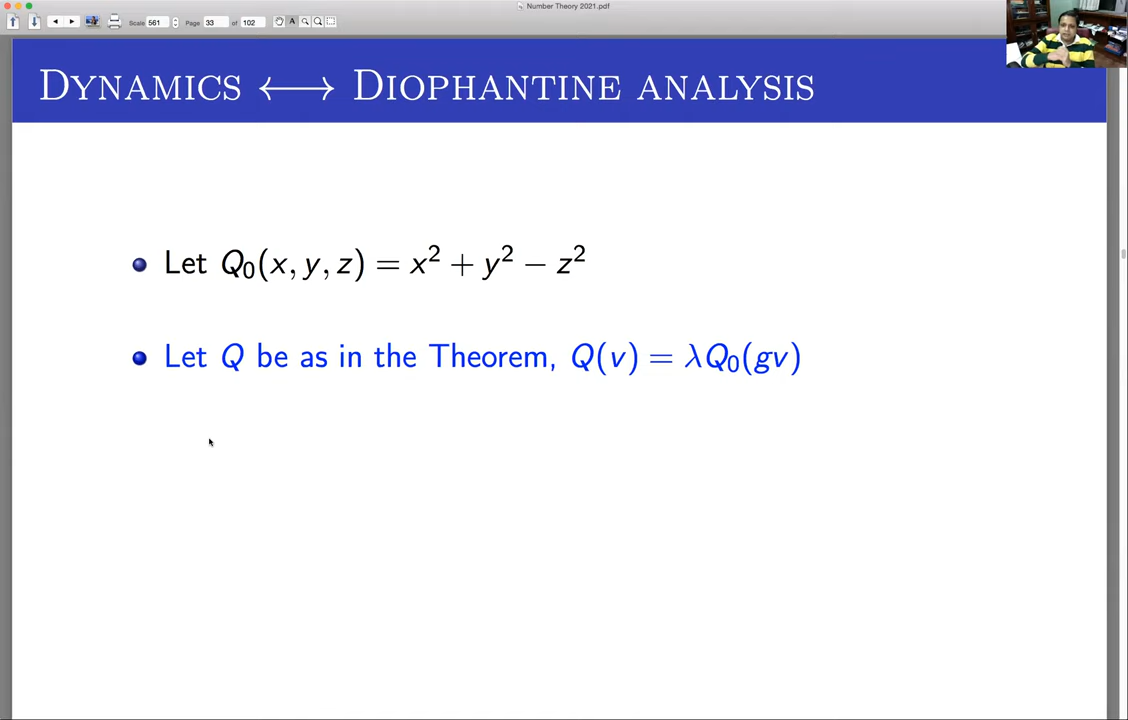 Number Theory 2021.pdf
Scale 561 Page 33 of 102
DYNAMICS ⟷ DIOPHANTINE ANALYSIS
Let Q₀(x, y, z) = x² + y² − z²
Let Q be as in the Theorem, Q(v) = λQ₀(gv)